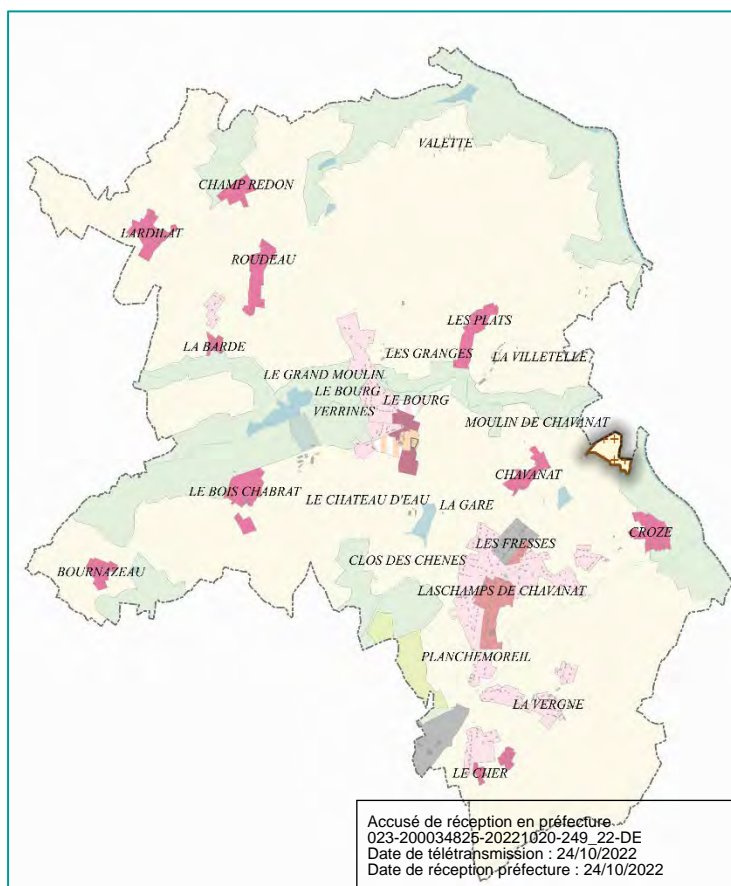 VALETTE
CHAMP REDON
LARDILAT
ROUDEAU
LES PLATS
LA BARDE
LES GRANGES
LA VILLETELLE
LE GRAND MOULIN
LE BOURG
LE BOURG
VERRINES
MOULIN DE CHAVANAT
CHAVANAT
LE BOIS CHABRAT
LE CHATEAU D'EAU
LA GARE
CROZE
LES FRESSES
CLOS DES CHENES
BOURNAZEAU
LASCHAMPS DE CHAVANAT
PLANCHEMOREIL
LA VERGNE
LE CHER
Accusé de réception en préfecture
023-200034825-20221020-249_22-DE
Date de télétransmission : 24/10/2022
Date de réception préfecture : 24/10/2022